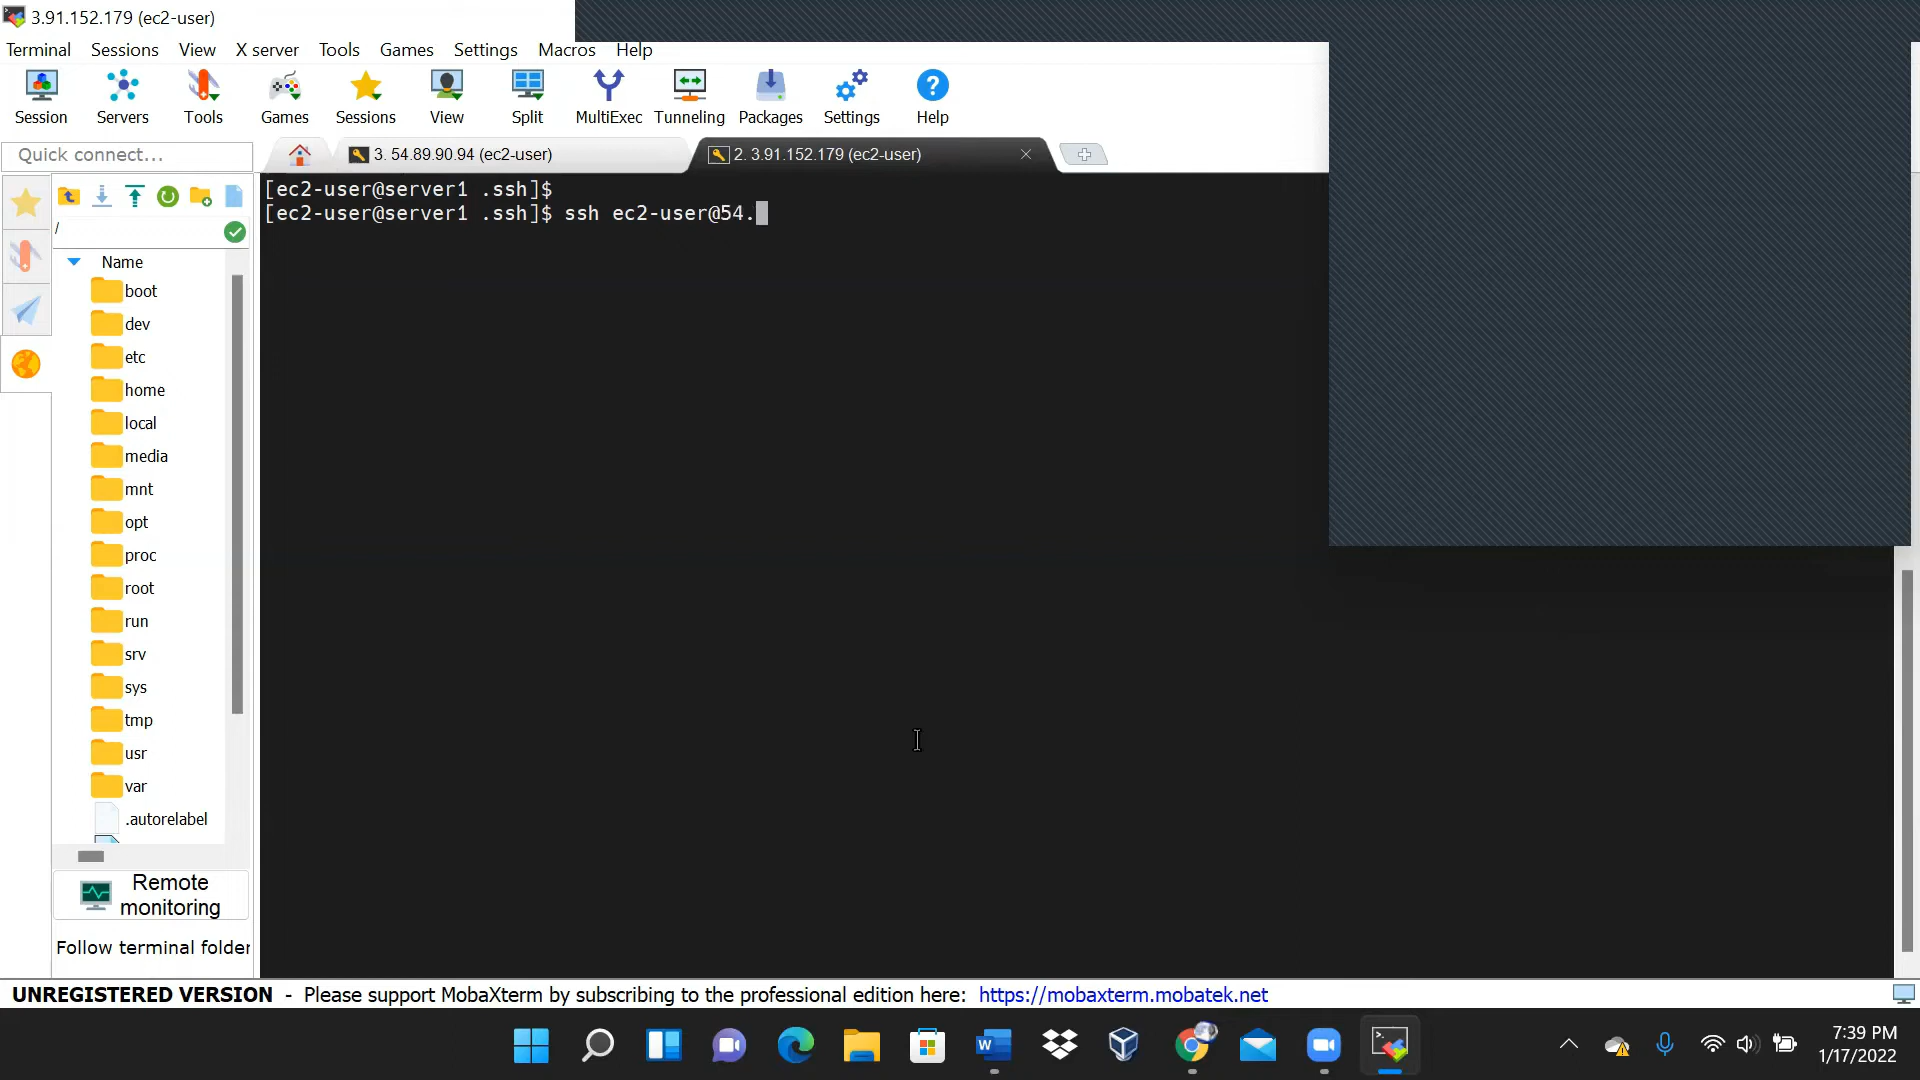 3.91.152.179 (ec2-user)
Terminal Sessions View X server Tools Games Settings Macros Help
Session Servers Tools Games Sessions View Split MultiExec Tunneling Packages Settings Help
Quick connect...
3. 54.89.90.94 (ec2-user)
2. 3.91.152.179 (ec2-user)
/
Name
boot
dev
etc
home
local
media
mnt
opt
proc
root
run
srv
sys
tmp
usr
var
.autorelabel
Remote
monitoring
Follow terminal folder
[ec2-user@server1 .ssh]$
[ec2-user@server1 .ssh]$ ssh ec2-user@54.
UNREGISTERED VERSION - Please support MobaXterm by subscribing to the professional edition here: https://mobaxterm.mobatek.net
7:39 PM
1/17/2022